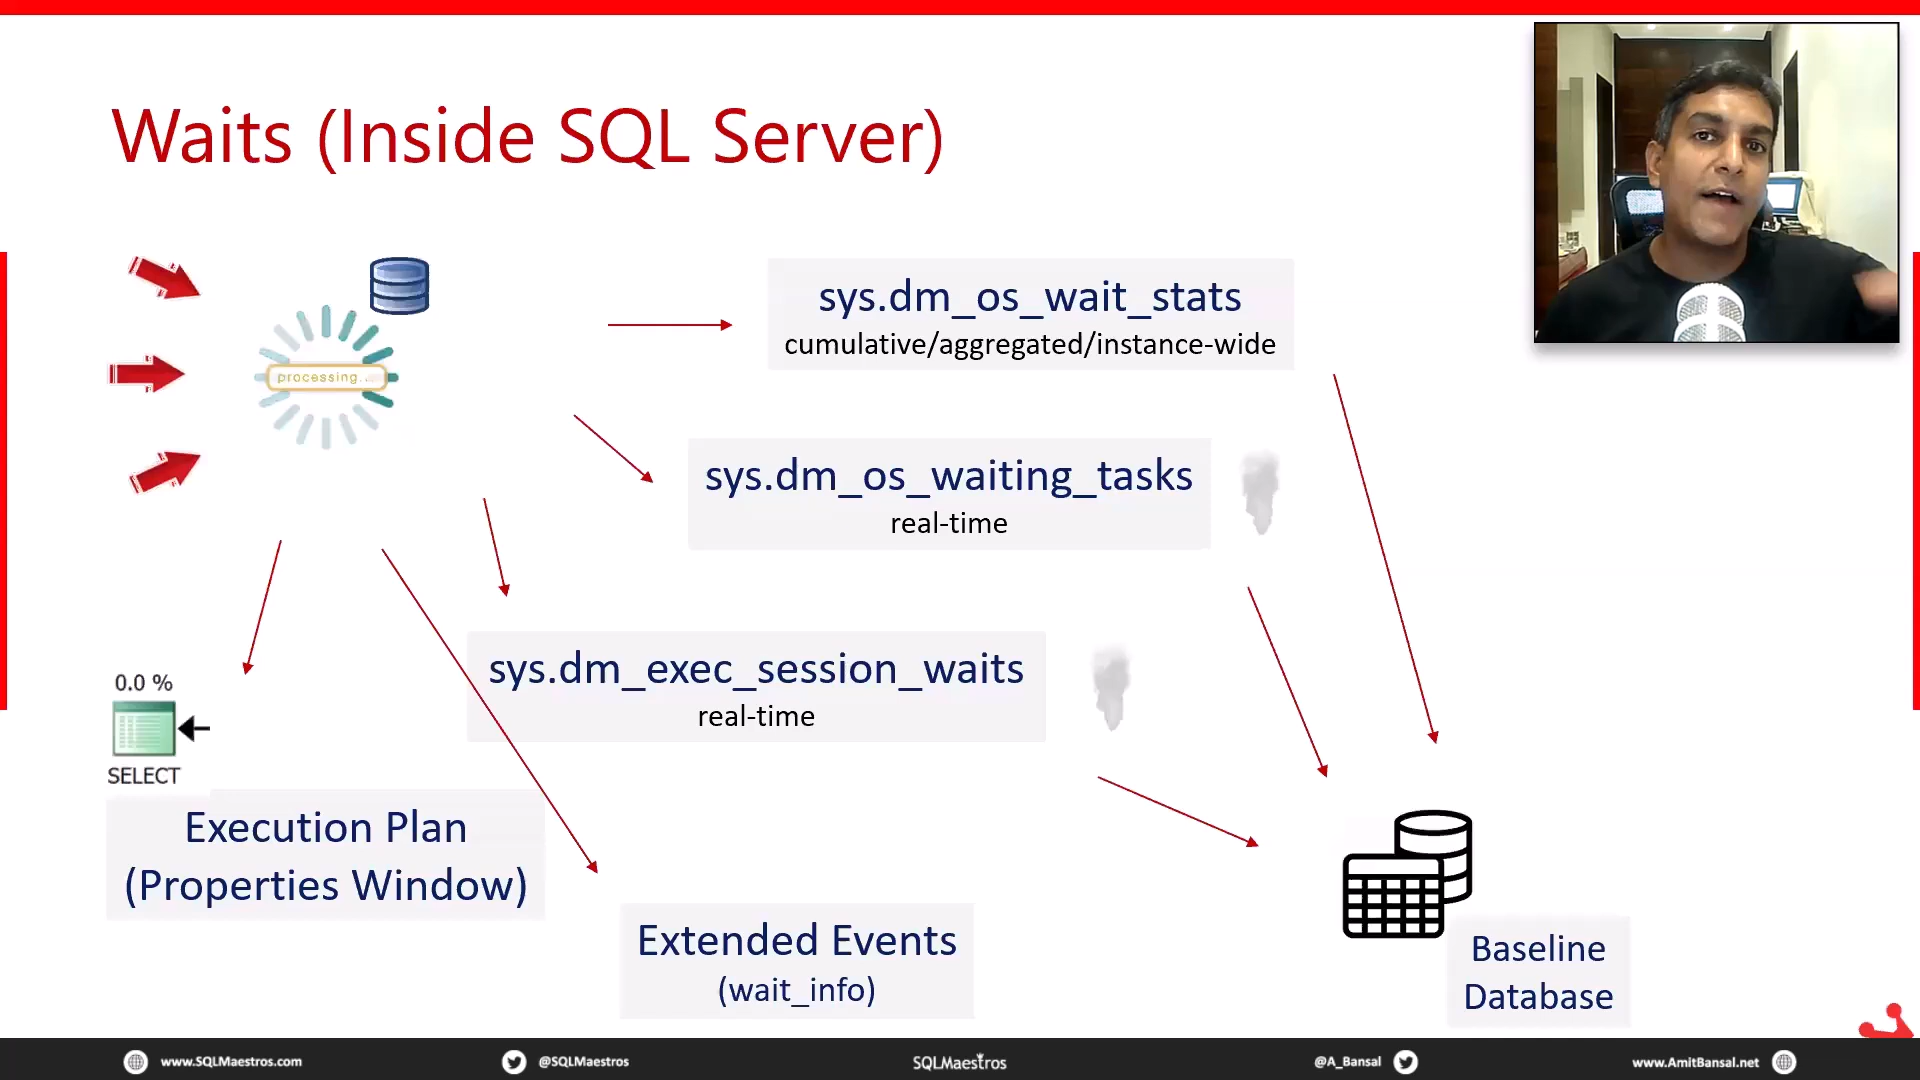 Waits (Inside SQL Server)
processing...
sys.dm_os_wait_stats
cumulative/aggregated/instance-wide
sys.dm_os_waiting_tasks
real-time
sys.dm_exec_session_waits
real-time
0.0 %
SELECT
Execution Plan
(Properties Window)
Extended Events
(wait_info)
Baseline
Database
www.SQLMaestros.com
@SQLMaestros
SQLMaestros
@A_Bansal
www.AmitBansal.net